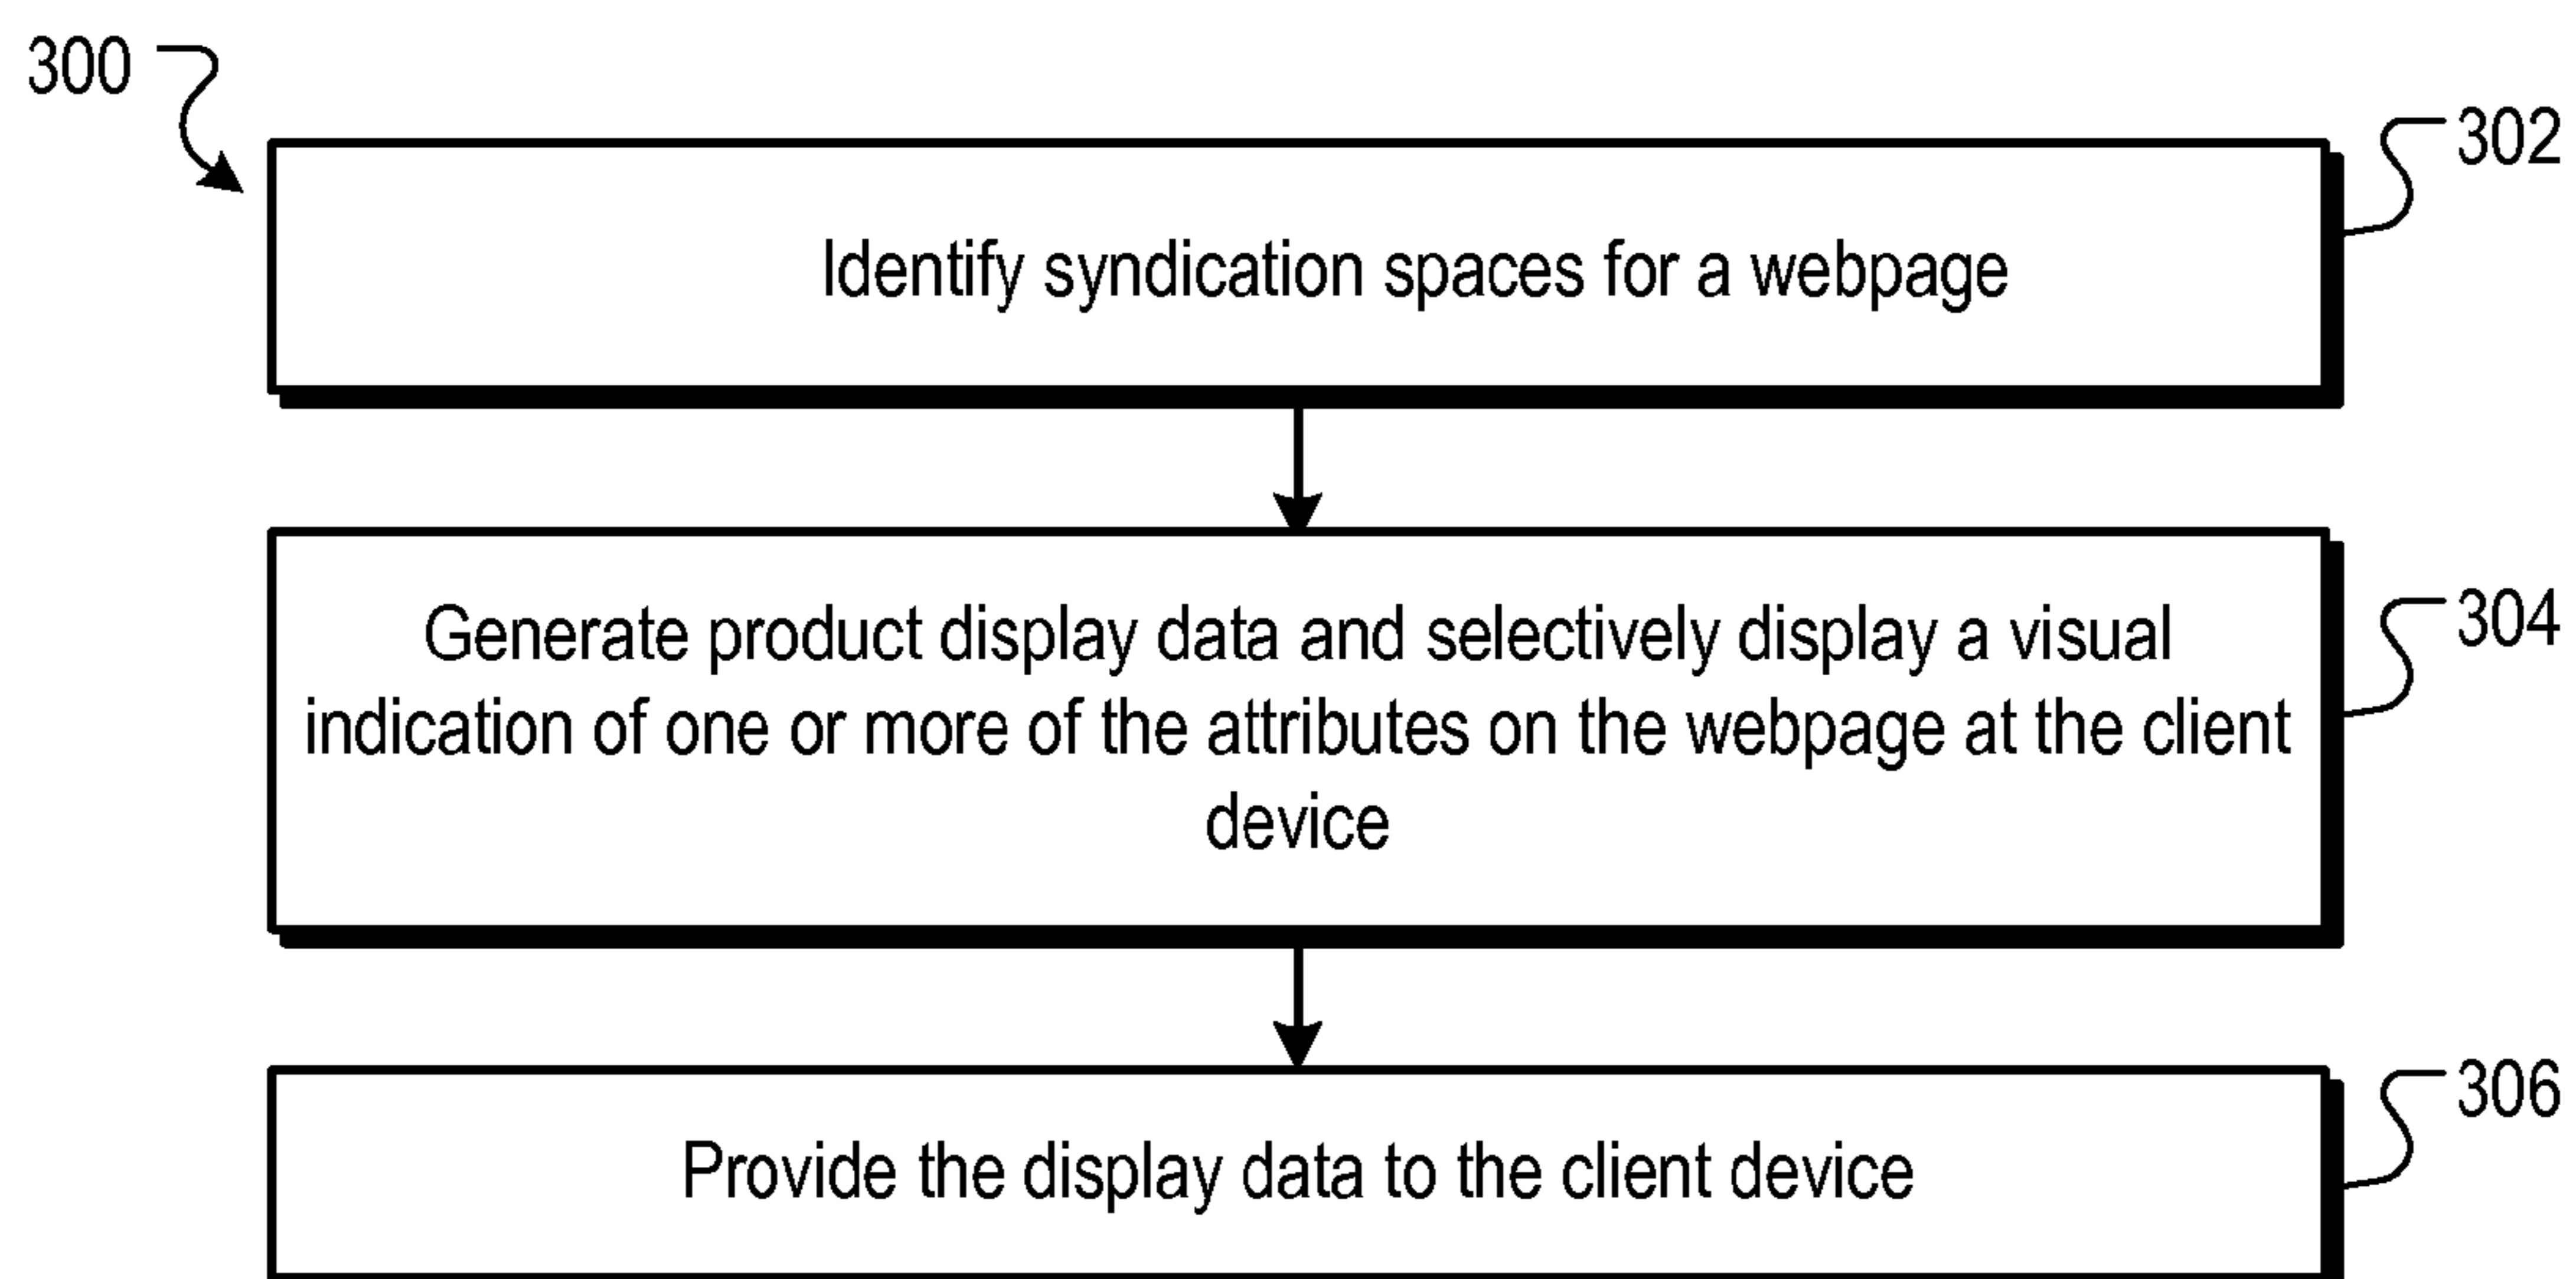 300
302
Identify syndication spaces for a webpage
304
Generate product display data and selectively display a visual
indication of one or more of the attributes on the webpage at the client
device
306
Provide the display data to the client device